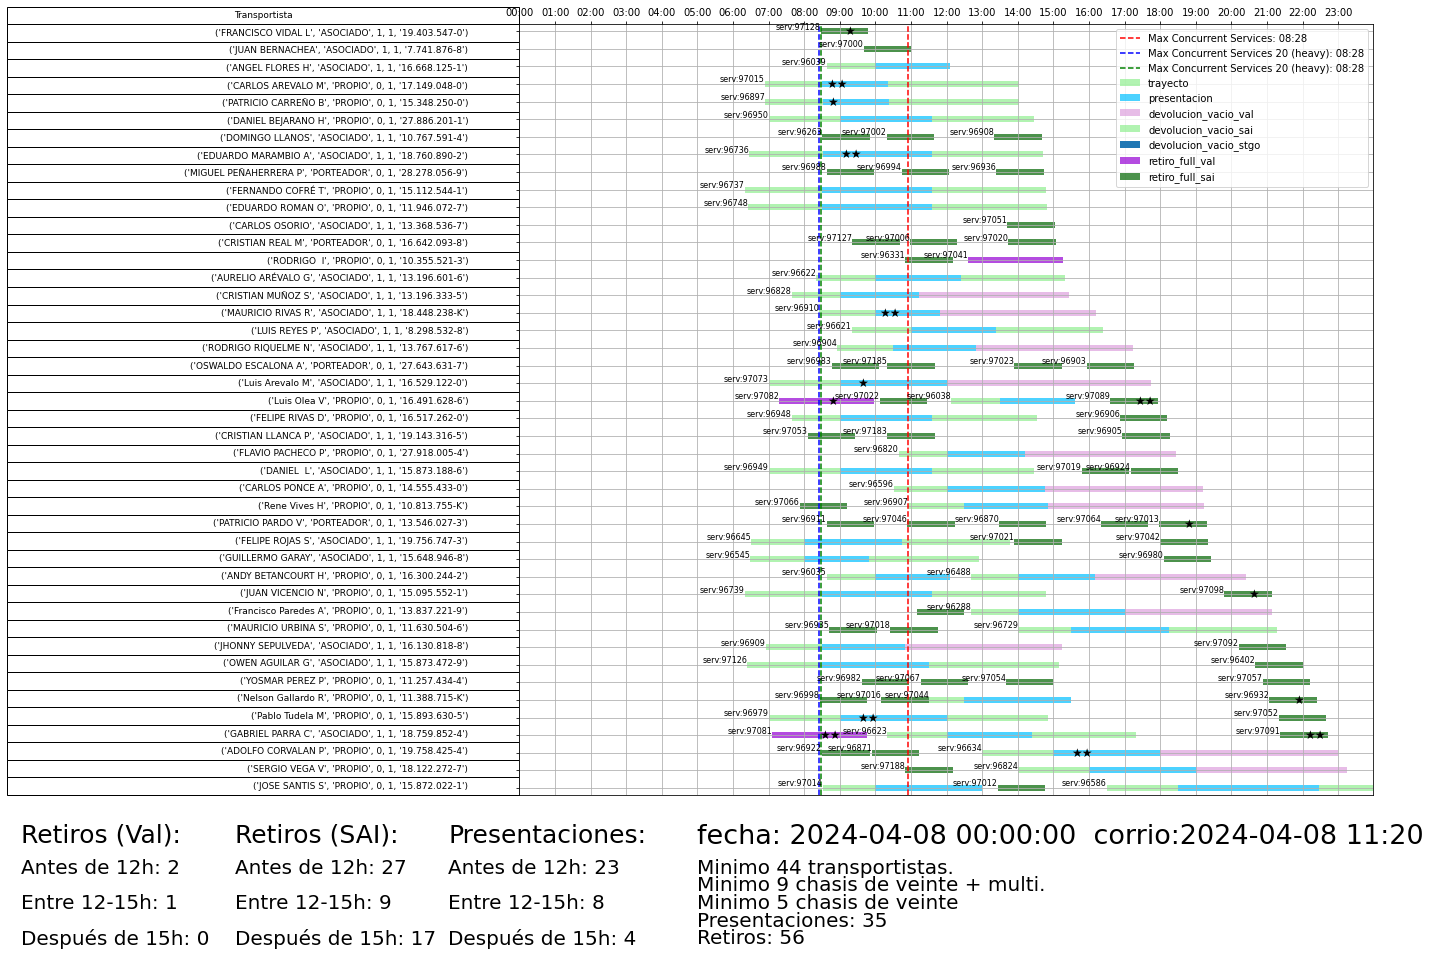 Transportista
00:00 01:00 02:00 03:00 04:00 05:00 06:00 07:00 08:00 09:00 10:00 11:00 12:00 13:00 14:00 15:00 16:00 17:00 18:00 19:00 20:00 21:00 22:00 23:00
Max Concurrent Services: 08:28
Max Concurrent Services 20 (heavy): 08:28
Max Concurrent Services 20 (heavy): 08:28
trayecto
presentacion
devolucion_vacio_val
devolucion_vacio_sai
devolucion_vacio_stgo
retiro_full_val
retiro_full_sai
('FRANCISCO VIDAL L', 'ASOCIADO', 1, 1, '19.403.547-0') serv:97128
('JUAN BERNACHEA', 'ASOCIADO', 1, 1, '7.741.876-8') serv:97000
('ANGEL FLORES H', 'ASOCIADO', 1, 1, '16.668.125-1') serv:96039
('CARLOS AREVALO M', 'PROPIO', 0, 1, '17.149.048-0') serv:97015
('PATRICIO CARREÑO B', 'PROPIO', 0, 1, '15.348.250-0') serv:96897
('DANIEL BEJARANO H', 'PROPIO', 0, 1, '27.886.201-1') serv:96950
('DOMINGO LLANOS', 'ASOCIADO', 1, 1, '10.767.591-4') serv:96263 serv:97002 serv:96908
('EDUARDO MARAMBIO A', 'ASOCIADO', 1, 1, '18.760.890-2') serv:96736
('MIGUEL PEÑAHERRERA P', 'PORTEADOR', 0, 1, '28.278.056-9') serv:96988 serv:96994 serv:96936
('FERNANDO COFRÉ T', 'PROPIO', 0, 1, '15.112.544-1') serv:96737
('EDUARDO ROMAN O', 'PROPIO', 0, 1, '11.946.072-7') serv:96748
('CARLOS OSORIO', 'ASOCIADO', 1, 1, '13.368.536-7') serv:97051
('CRISTIAN REAL M', 'PORTEADOR', 0, 1, '16.642.093-8') serv:97127 serv:97006 serv:97020
('RODRIGO  I', 'PROPIO', 0, 1, '10.355.521-3') serv:96331 serv:97041
('AURELIO ARÉVALO G', 'ASOCIADO', 1, 1, '13.196.601-6') serv:96622
('CRISTIAN MUÑOZ S', 'ASOCIADO', 1, 1, '13.196.333-5') serv:96828
('MAURICIO RIVAS R', 'ASOCIADO', 1, 1, '18.448.238-K') serv:96910
('LUIS REYES P', 'ASOCIADO', 1, 1, '8.298.532-8') serv:96621
('RODRIGO RIQUELME N', 'ASOCIADO', 1, 1, '13.767.617-6') serv:96904
('OSWALDO ESCALONA A', 'PORTEADOR', 0, 1, '27.643.631-7') serv:96983 serv:97185 serv:97023 serv:96903
('Luis Arevalo M', 'ASOCIADO', 1, 1, '16.529.122-0') serv:97073
('Luis Olea V', 'PROPIO', 0, 1, '16.491.628-6') serv:97082 serv:97022 serv:96038 serv:97089
('FELIPE RIVAS D', 'PROPIO', 0, 1, '16.517.262-0') serv:96948 serv:96906
('CRISTIAN LLANCA P', 'ASOCIADO', 1, 1, '19.143.316-5') serv:97053 serv:97183 serv:96905
('FLAVIO PACHECO P', 'PROPIO', 0, 1, '27.918.005-4') serv:96820
('DANIEL  L', 'ASOCIADO', 1, 1, '15.873.188-6') serv:96949 serv:97019 serv:96924
('CARLOS PONCE A', 'PROPIO', 0, 1, '14.555.433-0') serv:96596
('Rene Vives H', 'PROPIO', 0, 1, '10.813.755-K') serv:97066 serv:96907
('PATRICIO PARDO V', 'PORTEADOR', 0, 1, '13.546.027-3') serv:96911 serv:97046 serv:96870 serv:97064 serv:97013
('FELIPE ROJAS S', 'PROPIO', 0, 1, '19.756.747-3') serv:96645 serv:97021 serv:97042
('GUILLERMO GARAY', 'ASOCIADO', 1, 1, '15.648.946-8') serv:96545 serv:96980
('ANDY BETANCOURT H', 'PROPIO', 0, 1, '16.300.244-2') serv:96035 serv:96488
('JUAN VICENCIO N', 'PROPIO', 0, 1, '15.095.552-1') serv:96739 serv:97098
('Francisco Paredes A', 'PROPIO', 0, 1, '13.837.221-9') serv:96288
('MAURICIO URBINA S', 'PROPIO', 0, 1, '11.630.504-6') serv:96935 serv:97018 serv:96729
('JHONNY SEPULVEDA', 'ASOCIADO', 1, 1, '16.130.818-8') serv:96909 serv:97092
('OWEN AGUILAR G', 'ASOCIADO', 1, 1, '15.873.472-9') serv:97126 serv:96402
('YOSMAR PEREZ P', 'PROPIO', 0, 1, '11.257.434-4') serv:96982 serv:97067 serv:97054 serv:97057
('Nelson Gallardo R', 'PROPIO', 0, 1, '11.388.715-K') serv:96998 serv:97016 serv:97044 serv:96932
('Pablo Tudela M', 'PROPIO', 0, 1, '15.893.630-5') serv:96979 serv:97052
('GABRIEL PARRA C', 'ASOCIADO', 1, 1, '18.759.852-4') serv:97081 serv:96623 serv:97091
('ADOLFO CORVALAN P', 'PROPIO', 0, 1, '19.758.425-4') serv:96922 serv:96871 serv:96634
('SERGIO VEGA V', 'PROPIO', 0, 1, '18.122.272-7') serv:97188 serv:96824
('JOSE SANTIS S', 'PROPIO', 0, 1, '15.872.022-1') serv:97014 serv:97012 serv:96586
Retiros (Val):
Antes de 12h: 2
Entre 12-15h: 1
Después de 15h: 0
Retiros (SAI):
Antes de 12h: 27
Entre 12-15h: 9
Después de 15h: 17
Presentaciones:
Antes de 12h: 23
Entre 12-15h: 8
Después de 15h: 4
fecha: 2024-04-08 00:00:00  corrio:2024-04-08 11:20
Minimo 44 transportistas.
Minimo 9 chasis de veinte + multi.
Minimo 5 chasis de veinte
Presentaciones: 35
Retiros: 56